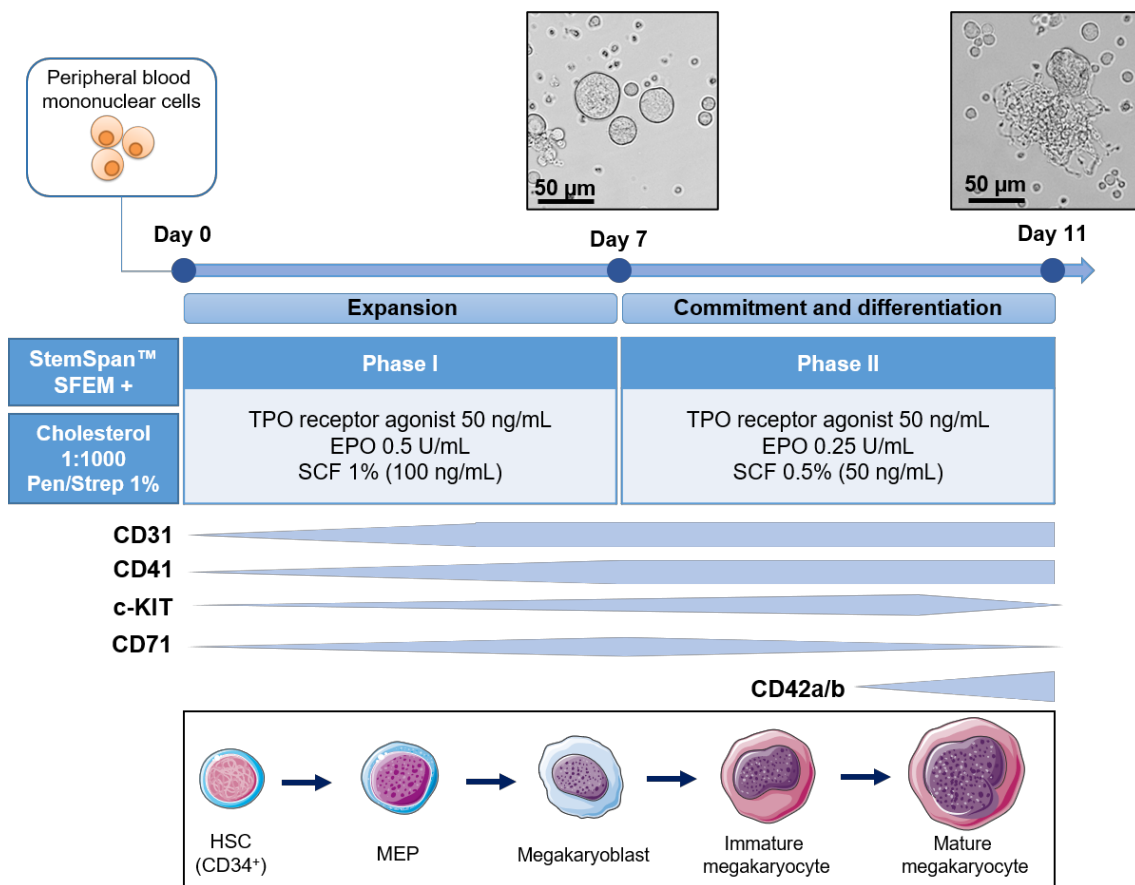 Peripheral blood
mononuclear cells
50 µm
50 µm
Day 0
Day 7
Day 11
Expansion
Commitment and differentiation
StemSpan™
SFEM +
Phase I
Phase II
Cholesterol
1:1000
Pen/Strep 1%
TPO receptor agonist 50 ng/mL
EPO 0.5 U/mL
SCF 1% (100 ng/mL)
TPO receptor agonist 50 ng/mL
EPO 0.25 U/mL
SCF 0.5% (50 ng/mL)
CD31
CD41
c-KIT
CD71
CD42a/b
HSC
(CD34⁺)
MEP
Megakaryoblast
Immature
megakaryocyte
Mature
megakaryocyte